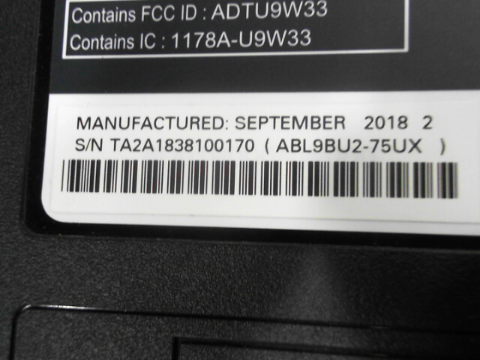 Contains FCC ID : ADTU9W33
Contains IC : 1178A-U9W33
MANUFACTURED: SEPTEMBER 2018 2
S/N TA2A1838100170 ( ABL9BU2-75UX )